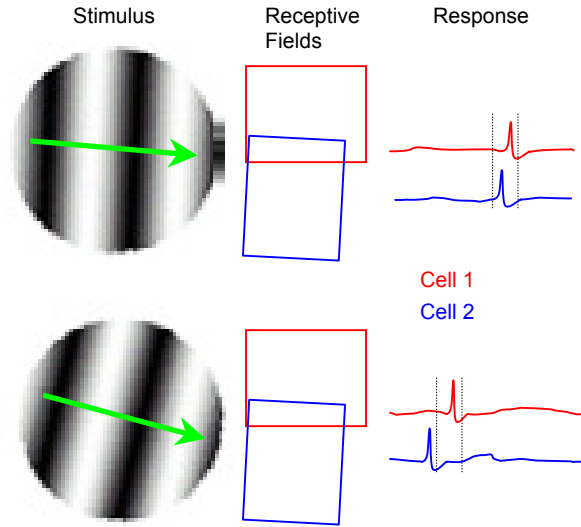 Stimulus
Receptive
Fields
Response
Cell 1
Cell 2